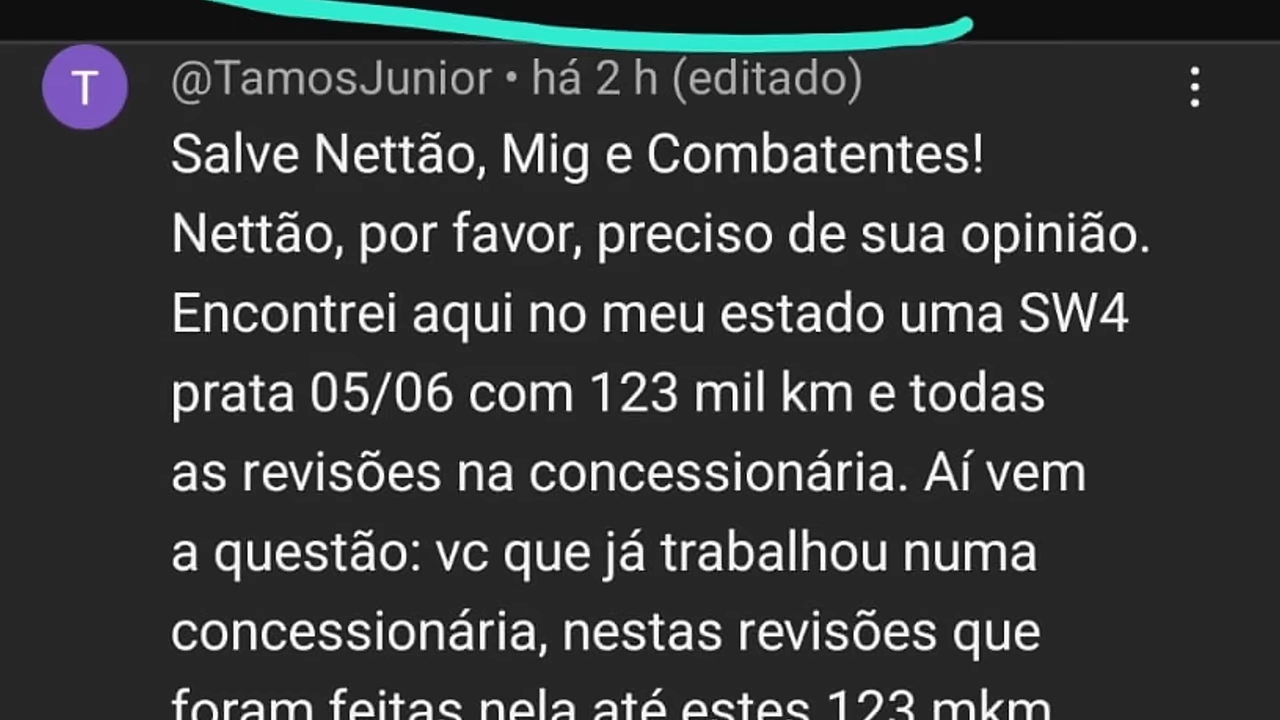 T
@TamosJunior • há 2 h (editado)
Salve Nettão, Mig e Combatentes!
Nettão, por favor, preciso de sua opinião.
Encontrei aqui no meu estado uma SW4
prata 05/06 com 123 mil km e todas
as revisões na concessionária. Aí vem
a questão: vc que já trabalhou numa
concessionária, nestas revisões que
foram feitas nela até estes 123 mkm